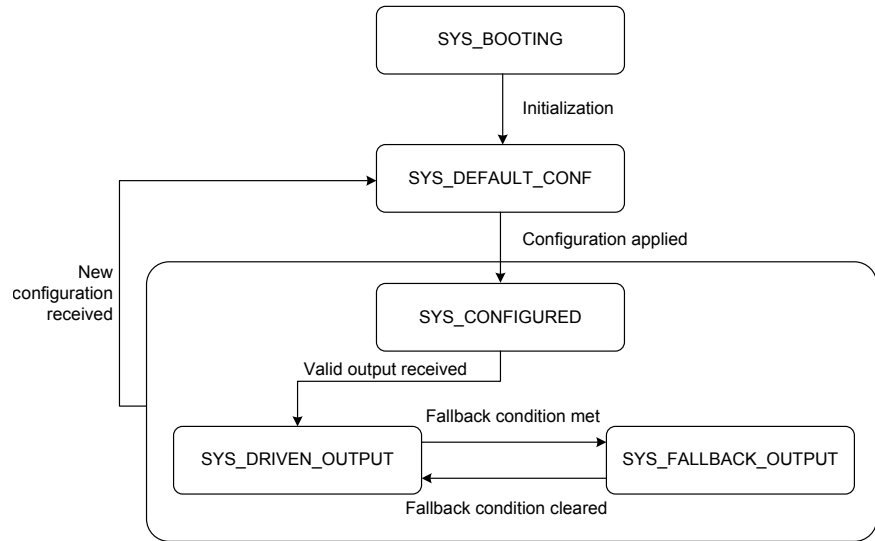 SYS_BOOTING
Initialization
SYS_DEFAULT_CONF
Configuration applied
New
configuration
received
SYS_CONFIGURED
Valid output received
Fallback condition met
SYS_DRIVEN_OUTPUT
SYS_FALLBACK_OUTPUT
Fallback condition cleared